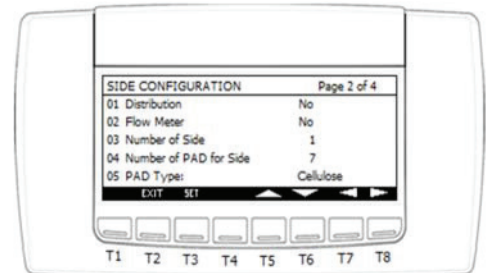 SIDE CONFIGURATION Page 2 of 4
01 Distribution No
02 Flow Meter No
03 Number of Side 1
04 Number of PAD for Side 7
05 PAD Type: Cellulose
EXIT SET
T1 T2 T3 T4 T5 T6 T7 T8